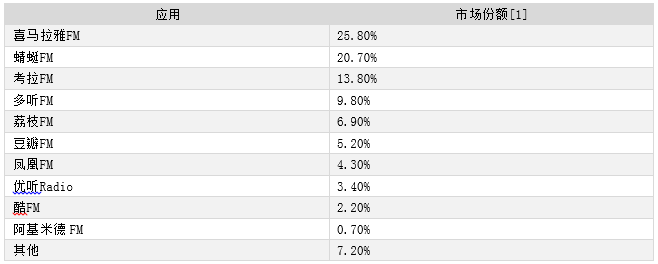 应用 市场份额[1]
喜马拉雅FM 25.80%
蜻蜓FM 20.70%
考拉FM 13.80%
多听FM 9.80%
荔枝FM 6.90%
豆瓣FM 5.20%
凤凰FM 4.30%
优听Radio 3.40%
酷FM 2.20%
阿基米德 FM 0.70%
其他 7.20%